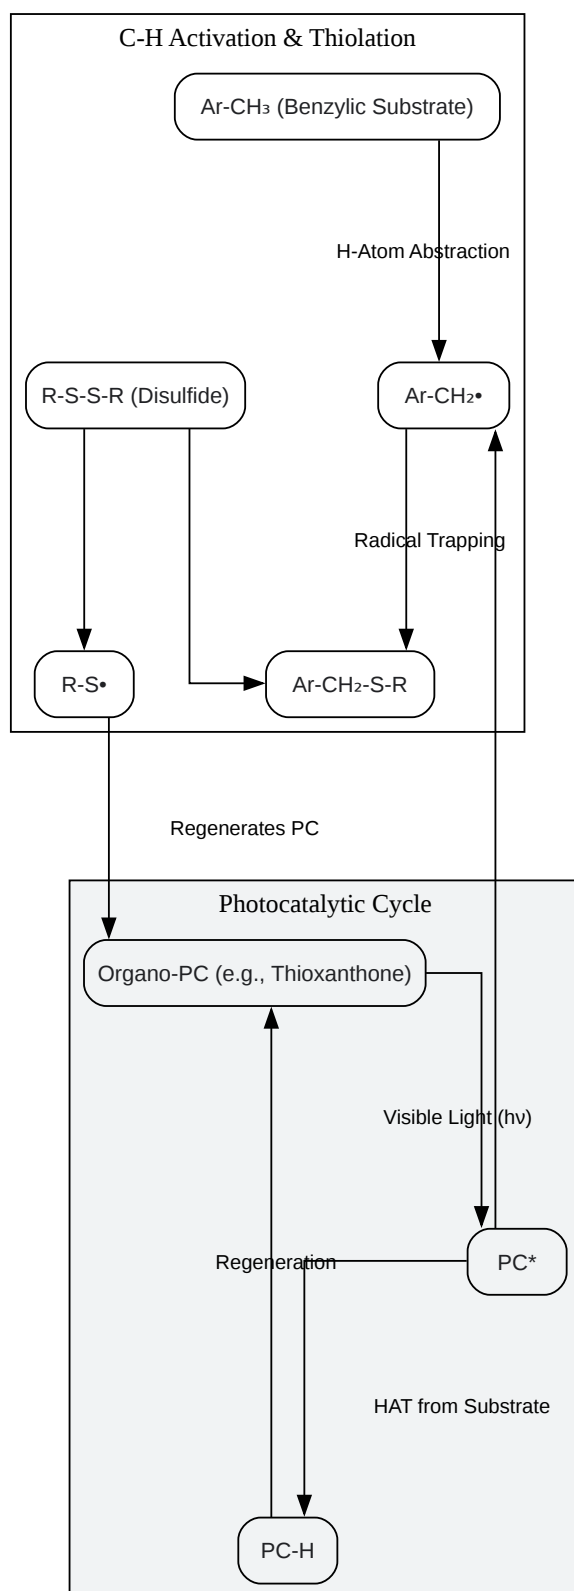 C-H Activation & Thiolation
Ar-CH₃ (Benzylic Substrate)
H-Atom Abstraction
R-S-S-R (Disulfide)
Ar-CH₂•
Radical Trapping
R-S•
Ar-CH₂-S-R
Regenerates PC
Photocatalytic Cycle
Organo-PC (e.g., Thioxanthone)
Visible Light (hν)
Regeneration
PC*
HAT from Substrate
PC-H